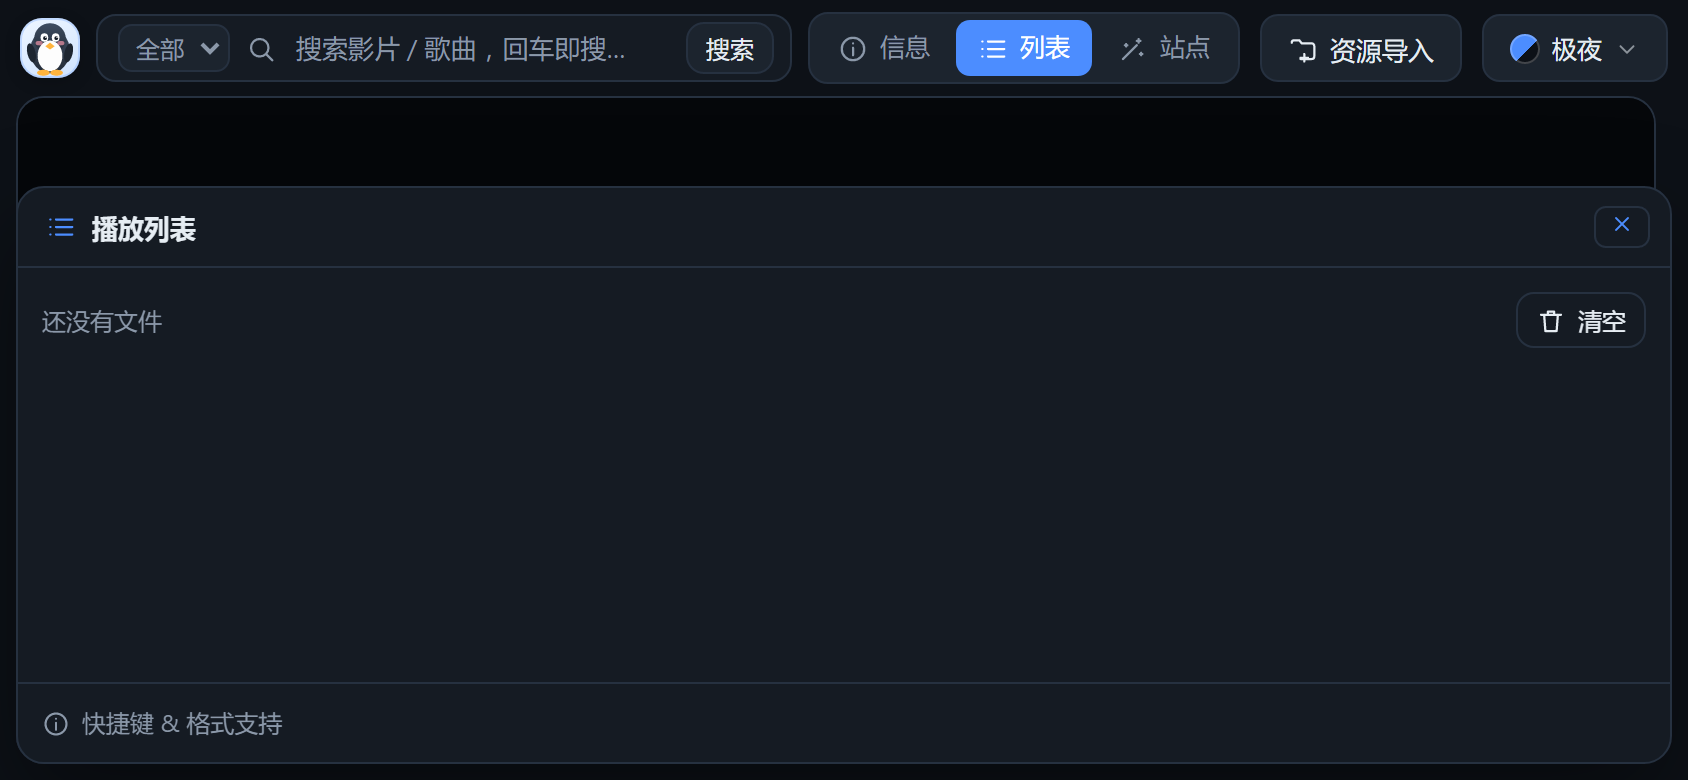 全部 搜索影片 / 歌曲，回车即搜... 搜索 信息 列表 站点 资源导入 极夜
播放列表
还没有文件 清空
快捷键 & 格式支持